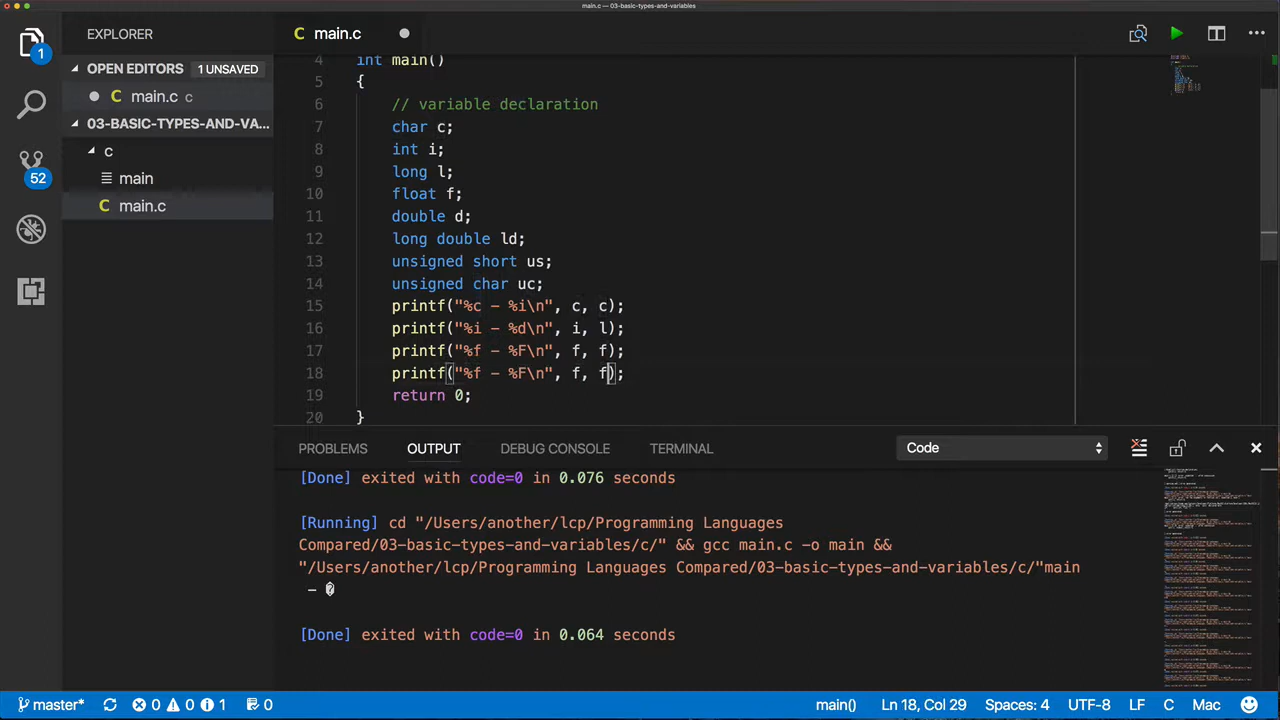 main.c — 03-basic-types-and-variables
EXPLORER
main.c
OPEN EDITORS 1 UNSAVED
main.c c
03-BASIC-TYPES-AND-VA...
c
main
main.c
1
52
4 int main()
5 {
6 // variable declaration
7 char c;
8 int i;
9 long l;
10 float f;
11 double d;
12 long double ld;
13 unsigned short us;
14 unsigned char uc;
15 printf("%c - %i\n", c, c);
16 printf("%i - %d\n", i, l);
17 printf("%f - %F\n", f, f);
18 printf("%f - %F\n", f, f);
19 return 0;
20 }
PROBLEMS OUTPUT DEBUG CONSOLE TERMINAL Code
[Done] exited with code=0 in 0.076 seconds
[Running] cd "/Users/another/lcp/Programming Languages
Compared/03-basic-types-and-variables/c/" && gcc main.c -o main &&
"/Users/another/lcp/Programming Languages Compared/03-basic-types-and-variables/c/"main
- �
[Done] exited with code=0 in 0.064 seconds
master* 0 0 1 0 main() Ln 18, Col 29 Spaces: 4 UTF-8 LF C Mac